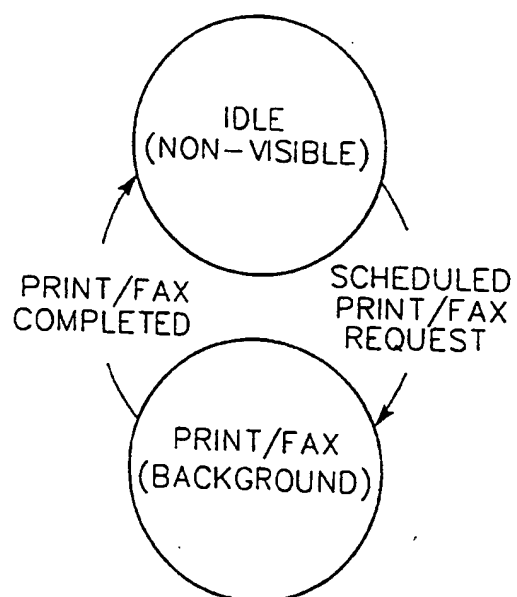 IDLE
(NON-VISIBLE)
PRINT/FAX
COMPLETED
SCHEDULED
PRINT/FAX
REQUEST
PRINT/FAX
(BACKGROUND)